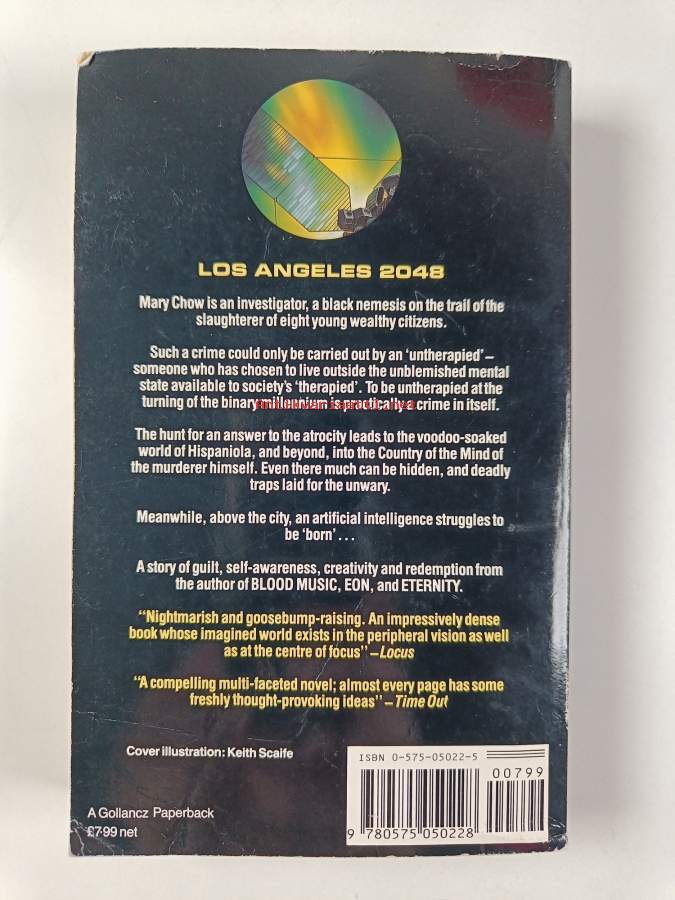 LOS ANGELES 2048
Mary Chow is an investigator, a black nemesis on the trail of the
slaughterer of eight young wealthy citizens.
Such a crime could only be carried out by an ‘untherapied’ –
someone who has chosen to live outside the unblemished mental
state available to society’s ‘therapied’. To be untherapied at the
turning of the binary millennium is practically a crime in itself.
The hunt for an answer to the atrocity leads to the voodoo-soaked
world of Hispaniola, and beyond, into the Country of the Mind of
the murderer himself. Even there much can be hidden, and deadly
traps laid for the unwary.
Meanwhile, above the city, an artificial intelligence struggles to
be ‘born’ . . .
A story of guilt, self-awareness, creativity and redemption from
the author of BLOOD MUSIC, EON, and ETERNITY.
“Nightmarish and goosebump-raising. An impressively dense
book whose imagined world exists in the peripheral vision as well
as at the centre of focus” – Locus
“A compelling multi-faceted novel; almost every page has some
freshly thought-provoking ideas” – Time Out
Cover illustration: Keith Scaife
ISBN 0-575-05022-5
00799
A Gollancz Paperback
£7·99 net
9 780575 050228